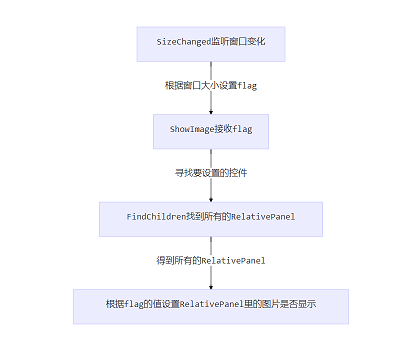 SizeChanged监听窗口变化
根据窗口大小设置flag
ShowImage接收flag
寻找要设置的控件
FindChildren找到所有的RelativePanel
得到所有的RelativePanel
根据flag的值设置RelativePanel里的图片是否显示